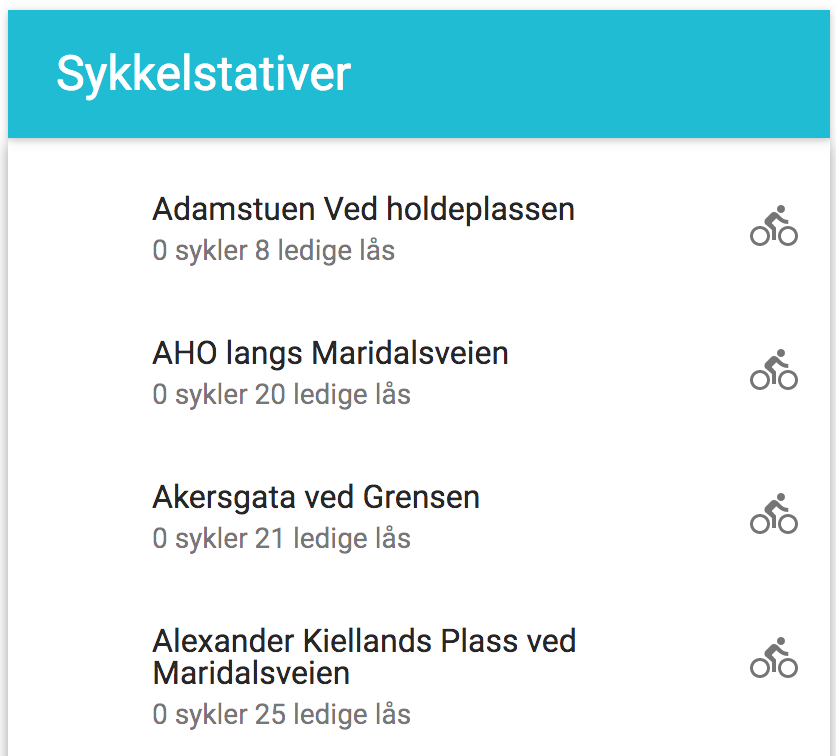 Sykkelstativer
Adamstuen Ved holdeplassen
0 sykler 8 ledige lås
AHO langs Maridalsveien
0 sykler 20 ledige lås
Akersgata ved Grensen
0 sykler 21 ledige lås
Alexander Kiellands Plass ved
Maridalsveien
0 sykler 25 ledige lås